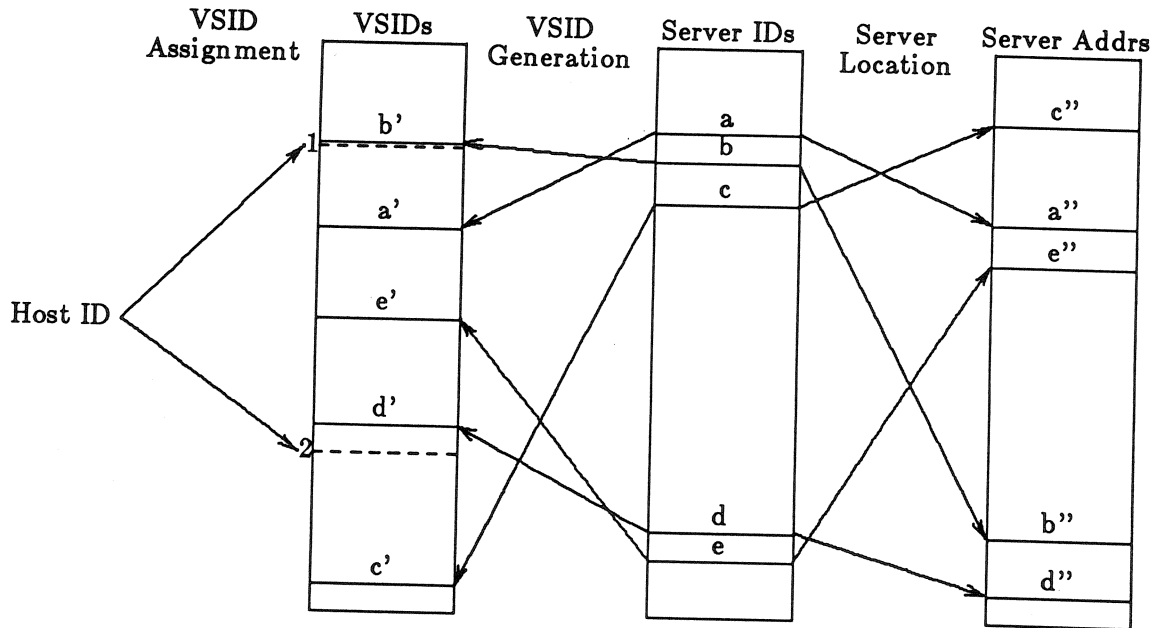 VSID
Assignment
VSIDs
VSID
Generation
Server IDs
Server
Location
Server Addrs
Host ID
1
2
b'
a'
e'
d'
c'
a
b
c
d
e
c''
a''
e''
b''
d''